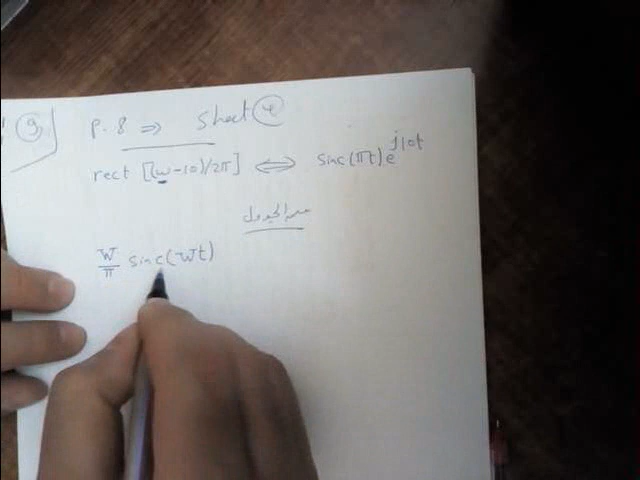 9
P. 8 ⇒ sheet 4
rect [(w-10)/2π] ⟺ sinc(πt) e^j10t
من الجدول
W/π sinc(wt)